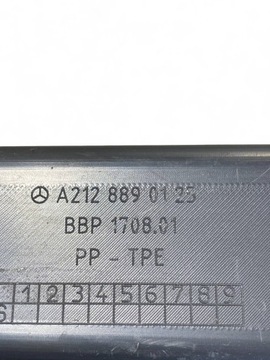 A212 889 01 25
BBP 1708.01
PP - TPE
1 2 3 4 5 6 7 8 9